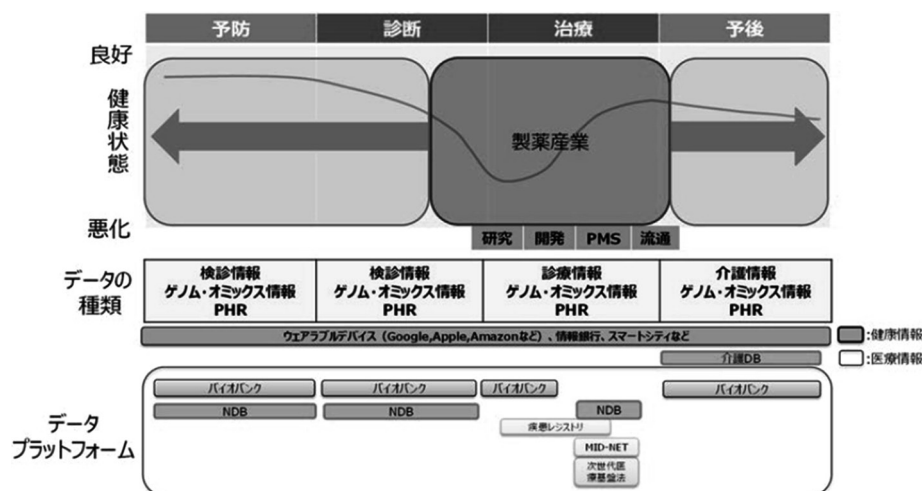 予防 診断 治療 予後
良好
健康状態
悪化
製薬産業
研究 開発 PMS 流通
データの
種類
検診情報
ゲノム・オミックス情報
PHR
検診情報
ゲノム・オミックス情報
PHR
診療情報
ゲノム・オミックス情報
PHR
介護情報
ゲノム・オミックス情報
PHR
ウェアラブルデバイス（Google,Apple,Amazonなど）、情報銀行、スマートシティなど
:健康情報
介護DB
:医療情報
データ
プラットフォーム
バイオバンク バイオバンク バイオバンク バイオバンク
NDB NDB NDB
疾患レジストリ
MID-NET
次世代医
療基盤法